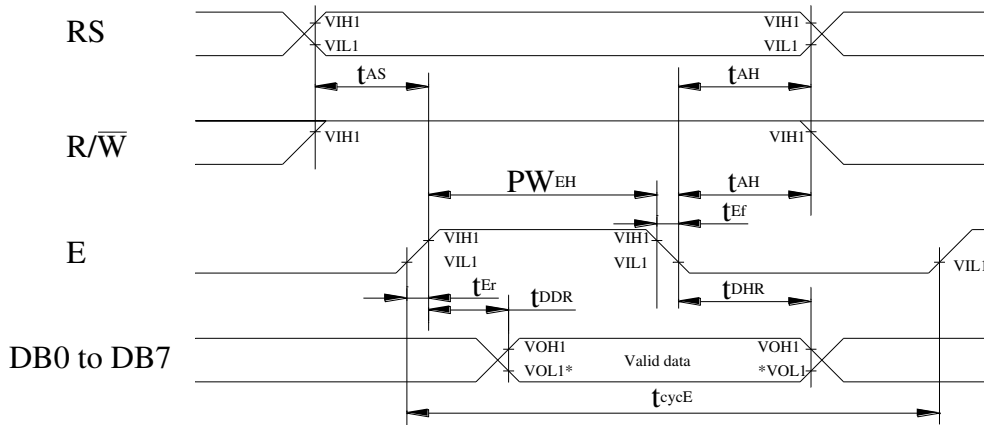 RS
VIH1
VIL1
VIH1
VIL1
tAS
tAH
R/W̅
VIH1
VIH1
PWEH
tAH
tEf
E
VIH1
VIL1
VIH1
VIL1
VIL1
tEr
tDDR
tDHR
DB0 to DB7
VOH1
VOL1*
Valid data
VOH1
*VOL1
tcycE